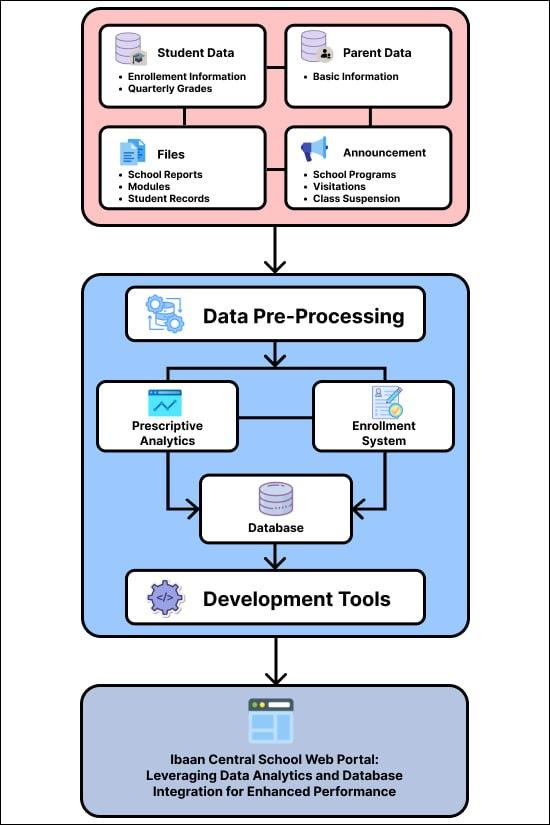 Student Data
• Enrollement Information
• Quarterly Grades
Parent Data
• Basic Information
Files
• School Reports
• Modules
• Student Records
Announcement
• School Programs
• Visitations
• Class Suspension
Data Pre-Processing
Prescriptive
Analytics
Enrollment
System
Database
</>
Development Tools
Ibaan Central School Web Portal:
Leveraging Data Analytics and Database
Integration for Enhanced Performance